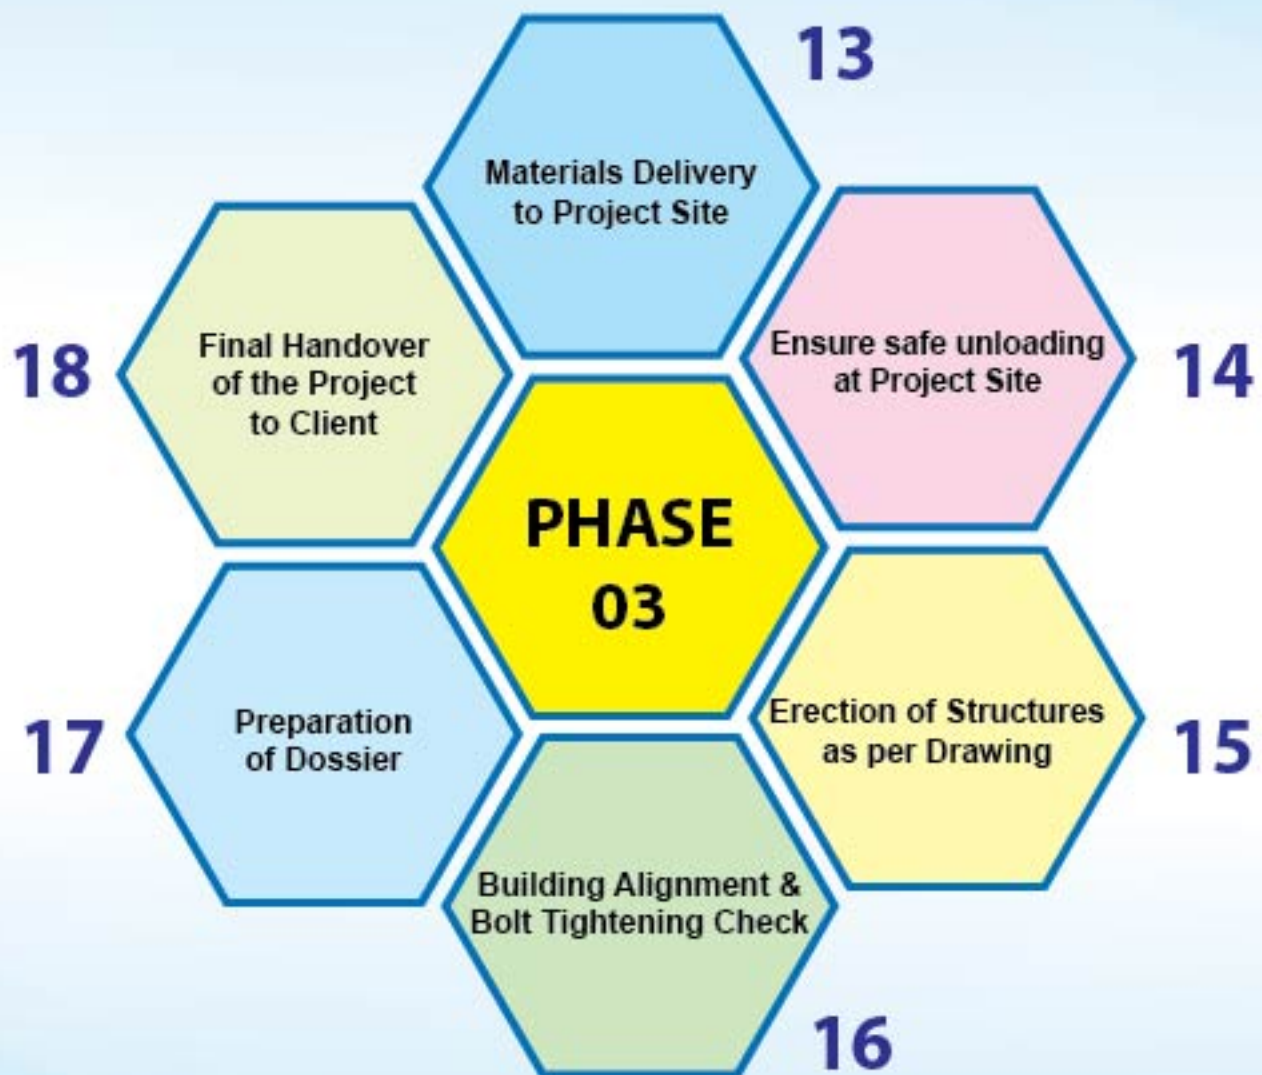 13
Materials Delivery
to Project Site
14
Ensure safe unloading
at Project Site
15
Erection of Structures
as per Drawing
16
Building Alignment &
Bolt Tightening Check
17
Preparation
of Dossier
18
Final Handover
of the Project
to Client
PHASE
03